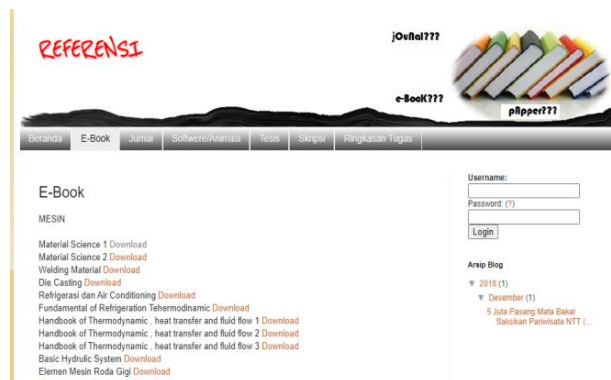 REFERENSI
jOuRal???
e-BooK???
pApper???
Beranda E-Book Jurnal Softwere/Animasi Tesis Skripsi Ringkasan Tugas
E-Book
MESIN
Material Science 1 Download
Material Science 2 Download
Welding Material Download
Die Casting Download
Refrigerasi dan Air Conditioning Download
Fundamental of Refrigeration Tehermodinamic Download
Handbook of Thermodynamic , heat transfer and fluid flow 1 Download
Handbook of Thermodynamic , heat transfer and fluid flow 2 Download
Handbook of Thermodynamic , heat transfer and fluid flow 3 Download
Basic Hydrulic System Download
Elemen Mesin Roda Gigi Download
Username:
Password: (?)
Login
Arsip Blog
▼ 2018 (1)
▼ Desember (1)
5 Juta Pasang Mata Bakal
Saksikan Pariwisata NTT (...